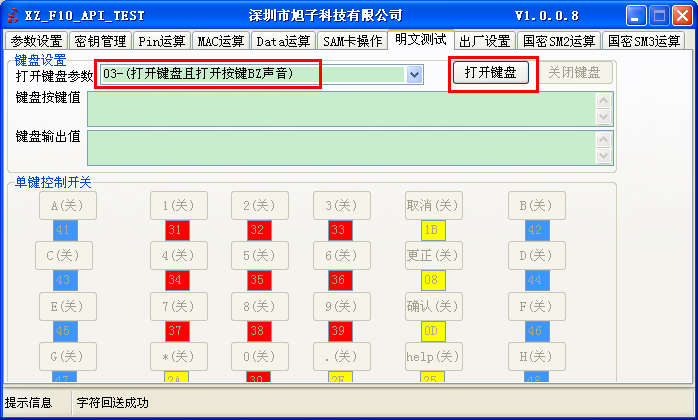 XZ_F10_API_TEST 深圳市旭子科技有限公司 V1.0.0.8
参数设置 密钥管理 Pin运算 MAC运算 Data运算 SAM卡操作 明文测试 出厂设置 国密SM2运算 国密SM3运算
键盘设置
打开键盘参数 03-(打开键盘且打开按键BZ声音) 打开键盘 关闭键盘
键盘按键值
键盘输出值
单键控制开关
A(关) 1(关) 2(关) 3(关) 取消(关) B(关)
41 31 32 33 1B 42
C(关) 4(关) 5(关) 6(关) 更正(关) D(关)
43 34 35 36 08 44
E(关) 7(关) 8(关) 9(关) 确认(关) F(关)
45 37 38 39 0D 46
G(关) *(关) 0(关) .(关) help(关) H(关)
47 2A 30 2E 25 48
提示信息 字符回送成功